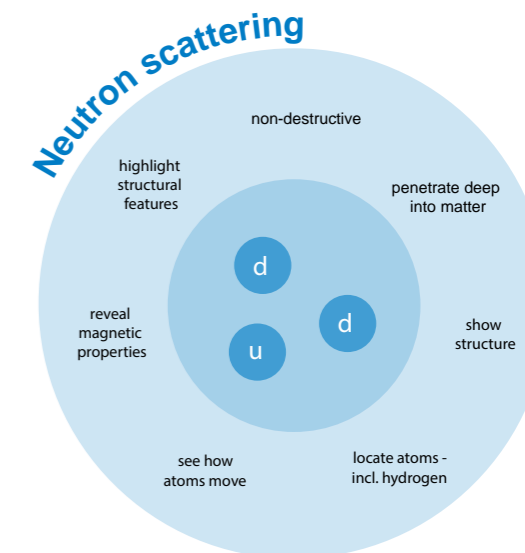 Neutron scattering
non-destructive
highlight
structural
features
penetrate deep
into matter
d
d
u
reveal
magnetic
properties
show
structure
see how
atoms move
locate atoms -
incl. hydrogen